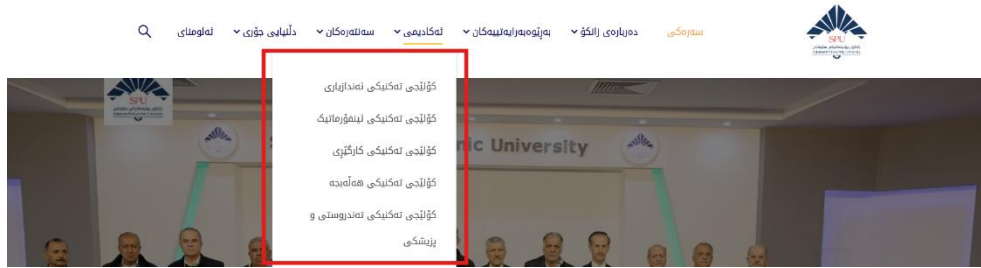 سەرەکی
دەربارەی زانکۆ
بەڕێوەبەرایەتییەکان
ئەکادیمی
سەنتەرەکان
دڵنیایی جۆری
ئەلومنای
SPU
کۆلێجی تەکنیکی ئەندازیاری
کۆلێجی تەکنیکی ئینفۆرماتیک
کۆلێجی تەکنیکی کارگێڕی
کۆلێجی تەکنیکی هەڵەبجە
کۆلێجی تەکنیکی تەندروستی و
پزیشکی
SPU
University